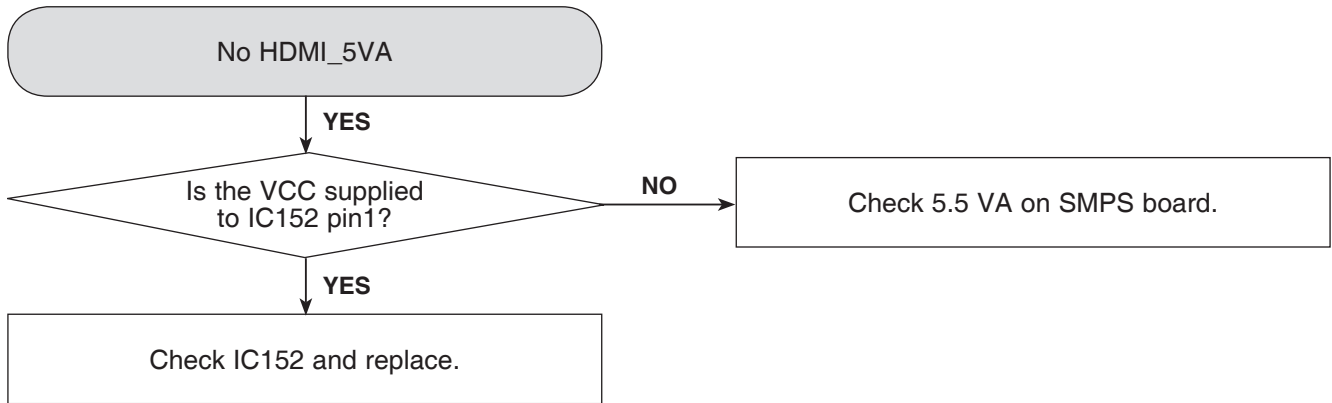 No HDMI_5VA
YES
Is the VCC supplied
to IC152 pin1?
NO
Check 5.5 VA on SMPS board.
YES
Check IC152 and replace.